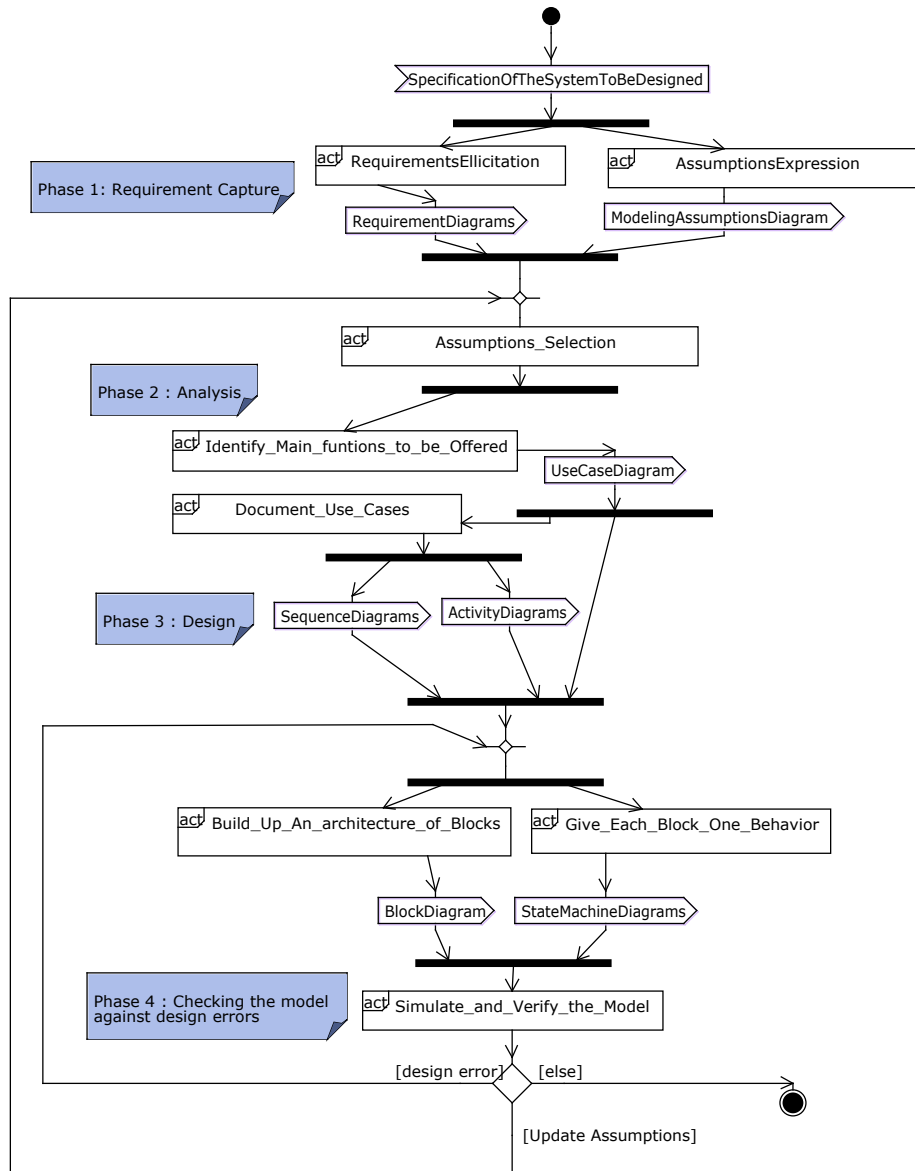 SpecificationOfTheSystemToBeDesigned
act
RequirementsEllicitation
act
AssumptionsExpression
Phase 1: Requirement Capture
RequirementDiagrams
ModelingAssumptionsDiagram
act
Assumptions_Selection
Phase 2 : Analysis
act
Identify_Main_funtions_to_be_Offered
UseCaseDiagram
act
Document_Use_Cases
Phase 3 : Design
SequenceDiagrams
ActivityDiagrams
act
Build_Up_An_architecture_of_Blocks
act
Give_Each_Block_One_Behavior
BlockDiagram
StateMachineDiagrams
Phase 4 : Checking the model
against design errors
act
Simulate_and_Verify_the_Model
[design error]
[else]
[Update Assumptions]